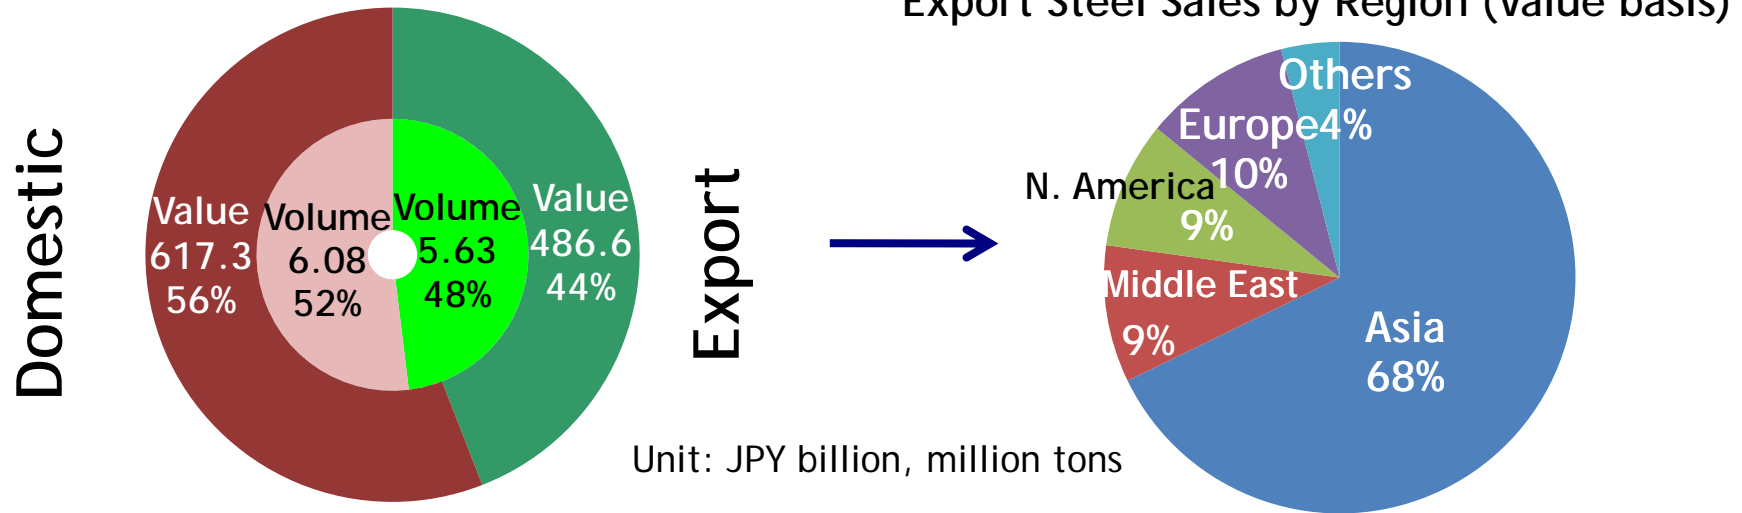 Export Steel Sales by Region (value basis)
Domestic
Value
617.3
56%
Volume
6.08
52%
Volume
5.63
48%
Value
486.6
44%
Export
Others
4%
Europe
10%
N. America
9%
Middle East
9%
Asia
68%
Unit: JPY billion, million tons